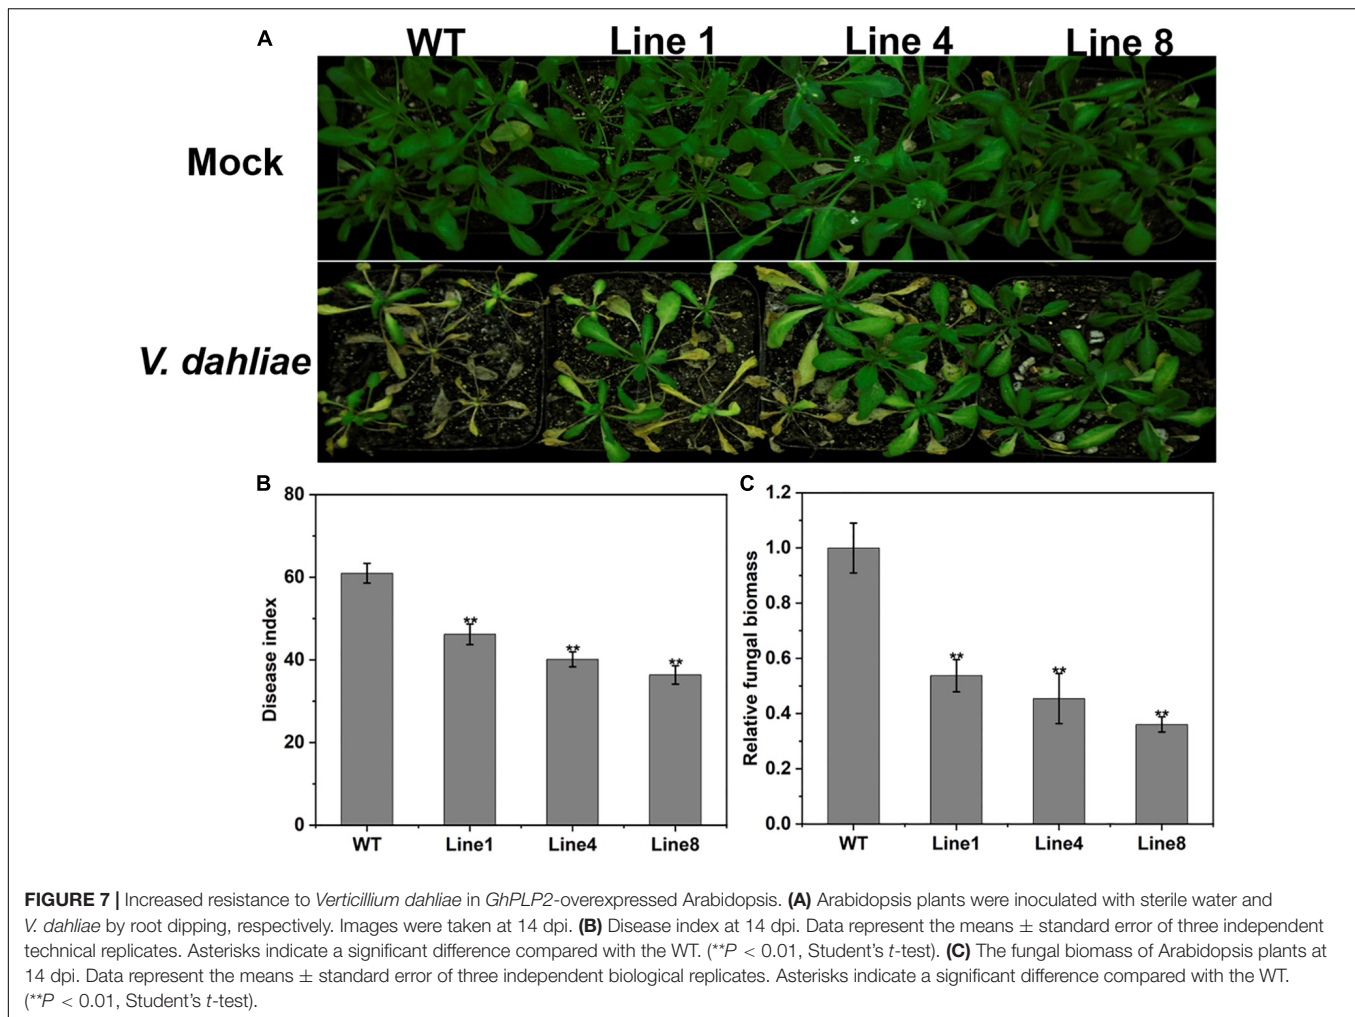 A
WT Line 1 Line 4 Line 8
Mock
V. dahliae
B
80
60
40
20
0
Disease index
**
**
**
WT Line1 Line4 Line8
C
1.2
1.0
0.8
0.6
0.4
0.2
0.0
Relative fungal biomass
**
**
**
WT Line1 Line4 Line8
FIGURE 7 | Increased resistance to Verticillium dahliae in GhPLP2-overexpressed Arabidopsis. (A) Arabidopsis plants were inoculated with sterile water and
V. dahliae by root dipping, respectively. Images were taken at 14 dpi. (B) Disease index at 14 dpi. Data represent the means ± standard error of three independent
technical replicates. Asterisks indicate a significant difference compared with the WT. (**P < 0.01, Student's t-test). (C) The fungal biomass of Arabidopsis plants at
14 dpi. Data represent the means ± standard error of three independent biological replicates. Asterisks indicate a significant difference compared with the WT.
(**P < 0.01, Student's t-test).